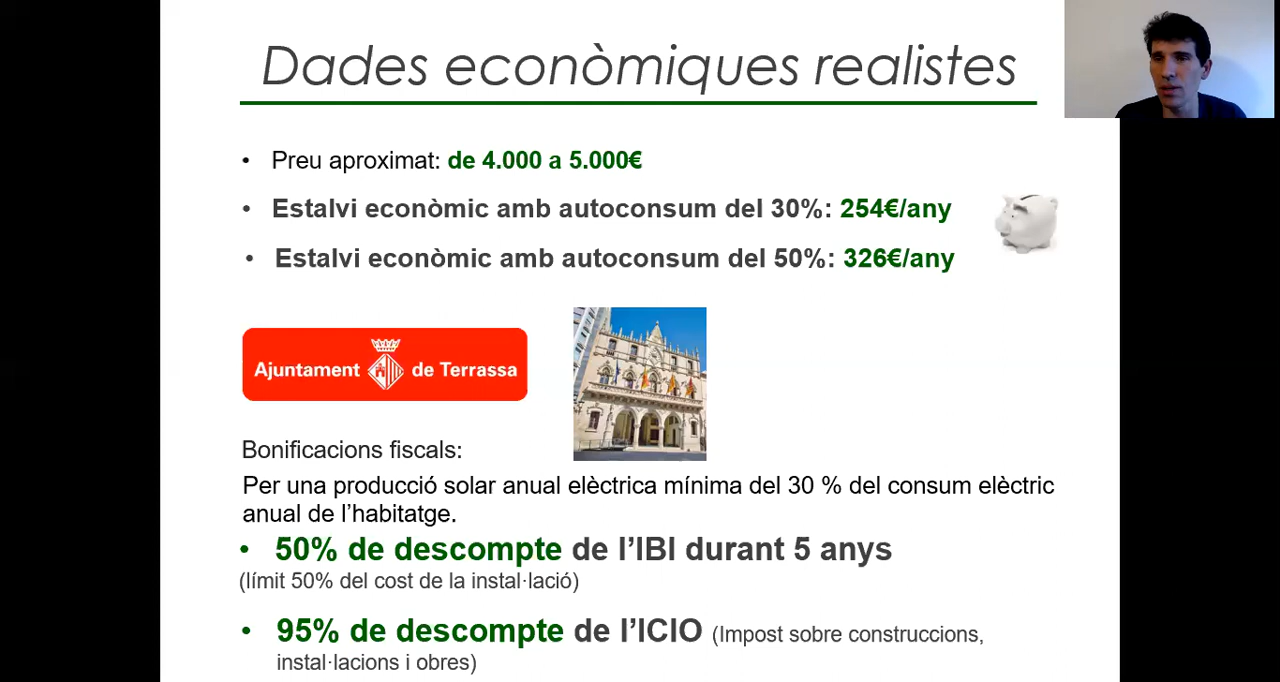 Dades econòmiques realistes
• Preu aproximat: de 4.000 a 5.000€
• Estalvi econòmic amb autoconsum del 30%: 254€/any
• Estalvi econòmic amb autoconsum del 50%: 326€/any
Ajuntament de Terrassa
Bonificacions fiscals:
Per una producció solar anual elèctrica mínima del 30 % del consum elèctric
anual de l’habitatge.
• 50% de descompte de l’IBI durant 5 anys
(límit 50% del cost de la instal·lació)
• 95% de descompte de l’ICIO (Impost sobre construccions,
instal·lacions i obres)